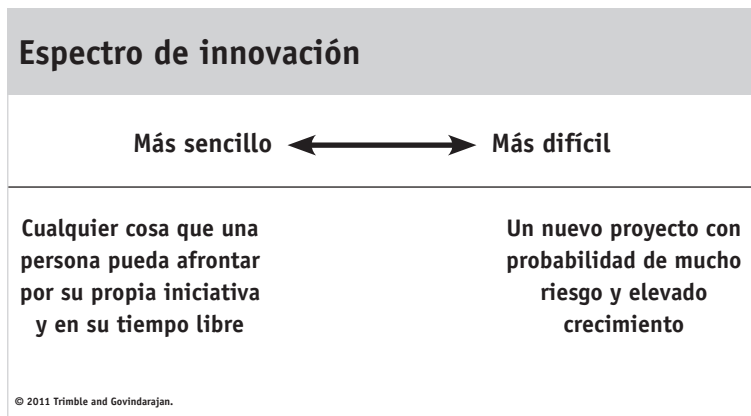 Espectro de innovación
Más sencillo Más difícil
Cualquier cosa que una
persona pueda afrontar
por su propia iniciativa
y en su tiempo libre
Un nuevo proyecto con
probabilidad de mucho
riesgo y elevado
crecimiento
© 2011 Trimble and Govindarajan.